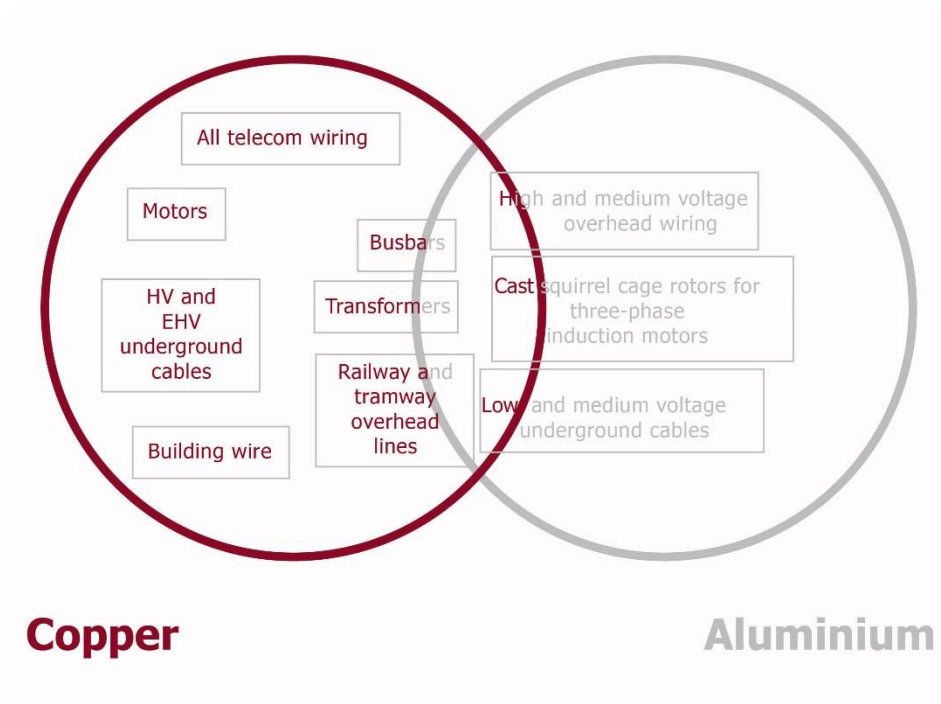 All telecom wiring
Motors
HV and
EHV
underground
cables
Building wire
Busbars
Transformers
Railway and
tramway
overhead
lines
High and medium voltage
overhead wiring
Cast squirrel cage rotors for
three-phase
induction motors
Low and medium voltage
underground cables
Copper
Aluminium